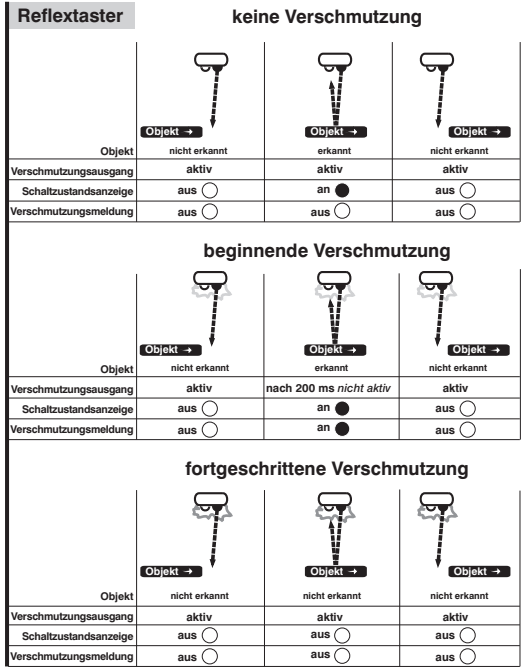 Reflextaster
keine Verschmutzung
Objekt → Objekt → Objekt →
Objekt nicht erkannt erkannt nicht erkannt
Verschmutzungsausgang aktiv aktiv aktiv
Schaltzustandsanzeige aus an aus
Verschmutzungsmeldung aus aus aus
beginnende Verschmutzung
Objekt → Objekt → Objekt →
Objekt nicht erkannt erkannt nicht erkannt
Verschmutzungsausgang aktiv nach 200 ms nicht aktiv aktiv
Schaltzustandsanzeige aus an aus
Verschmutzungsmeldung aus an aus
fortgeschrittene Verschmutzung
Objekt → Objekt → Objekt →
Objekt nicht erkannt nicht erkannt nicht erkannt
Verschmutzungsausgang aktiv aktiv aktiv
Schaltzustandsanzeige aus aus aus
Verschmutzungsmeldung aus aus aus